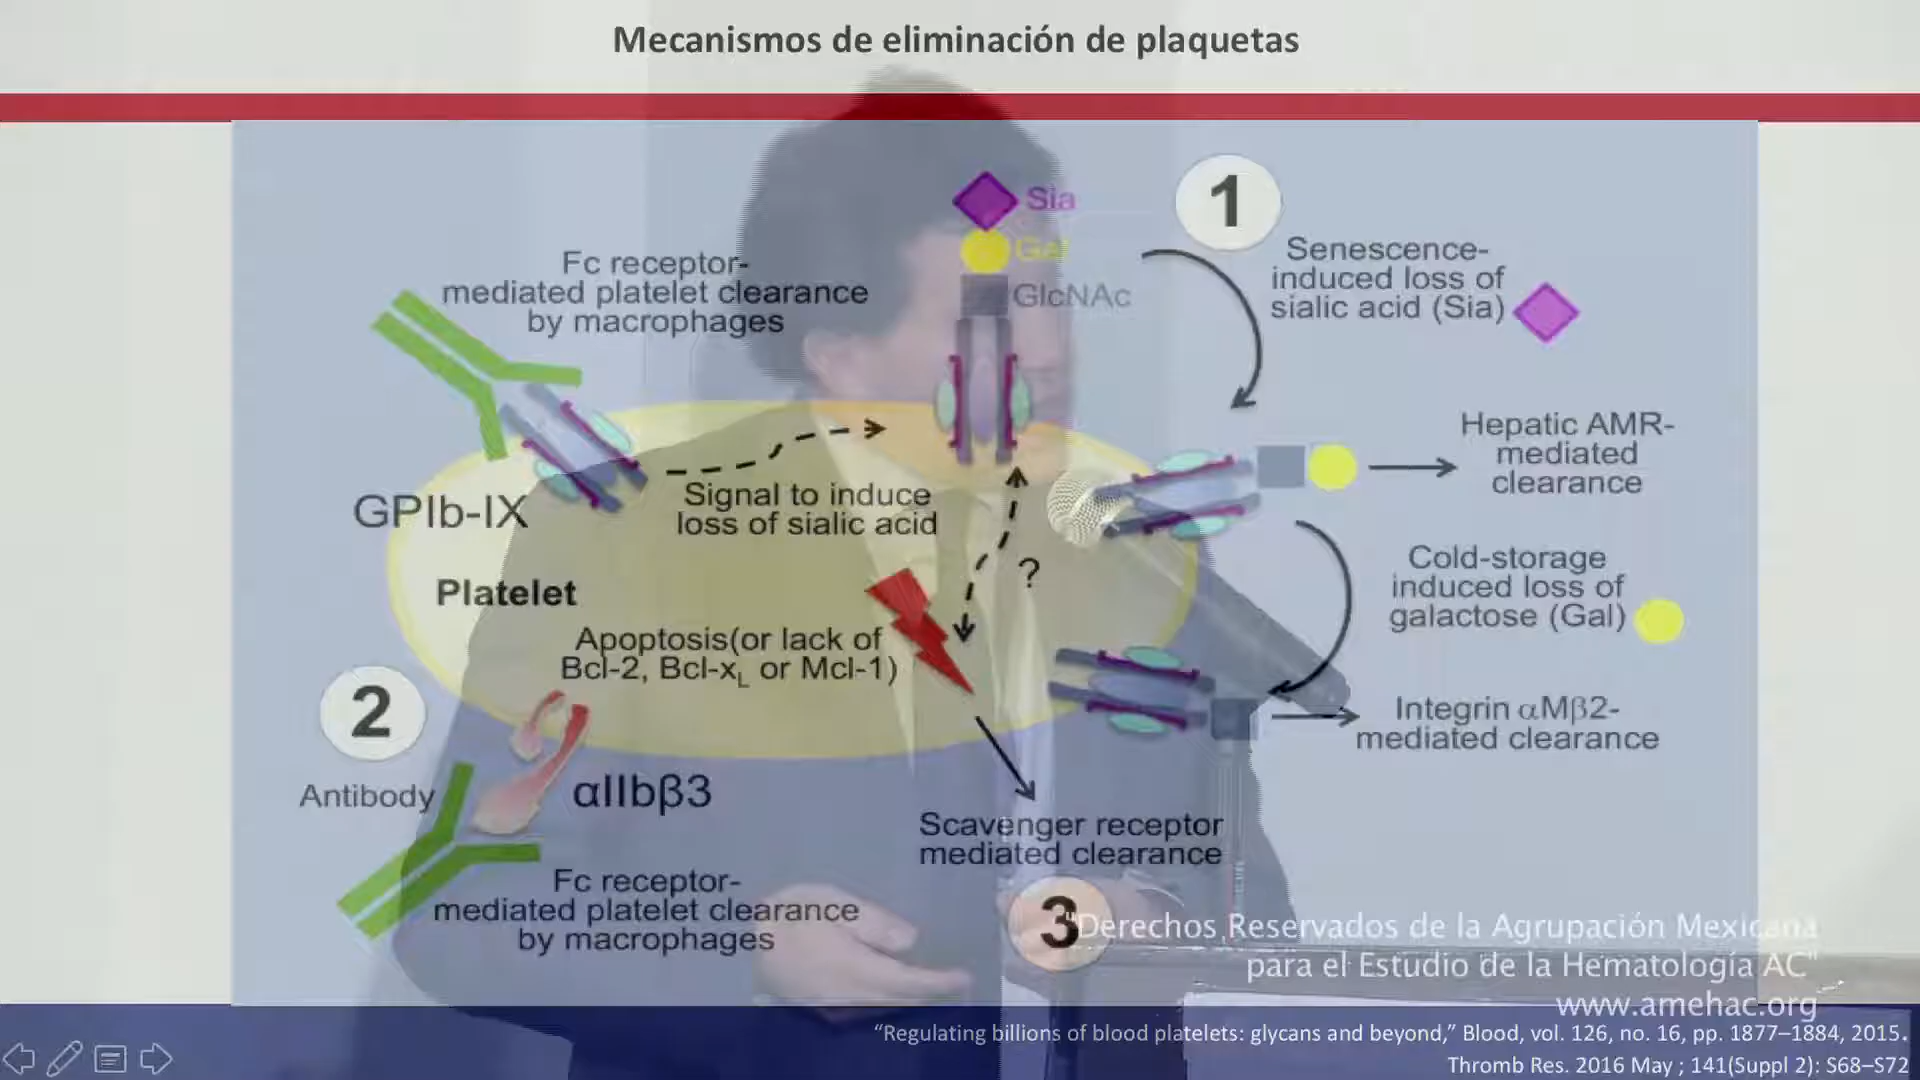 Mecanismos de eliminación de plaquetas
Sia
Gal
GlcNAc
1
Senescence-
induced loss of
sialic acid (Sia)
Fc receptor-
mediated platelet clearance
by macrophages
Hepatic AMR-
mediated
clearance
GPIb-IX
Signal to induce
loss of sialic acid
?
Cold-storage
induced loss of
galactose (Gal)
Platelet
Apoptosis(or lack of
Bcl-2, Bcl-xL or Mcl-1)
2
Integrin αMβ2-
mediated clearance
Antibody
αIIbβ3
Scavenger receptor
mediated clearance
3
Fc receptor-
mediated platelet clearance
by macrophages
"Derechos Reservados de la Agrupación Mexicana
para el Estudio de la Hematología AC"
www.amehac.org
“Regulating billions of blood platelets: glycans and beyond,” Blood, vol. 126, no. 16, pp. 1877–1884, 2015.
Thromb Res. 2016 May ; 141(Suppl 2): S68–S72